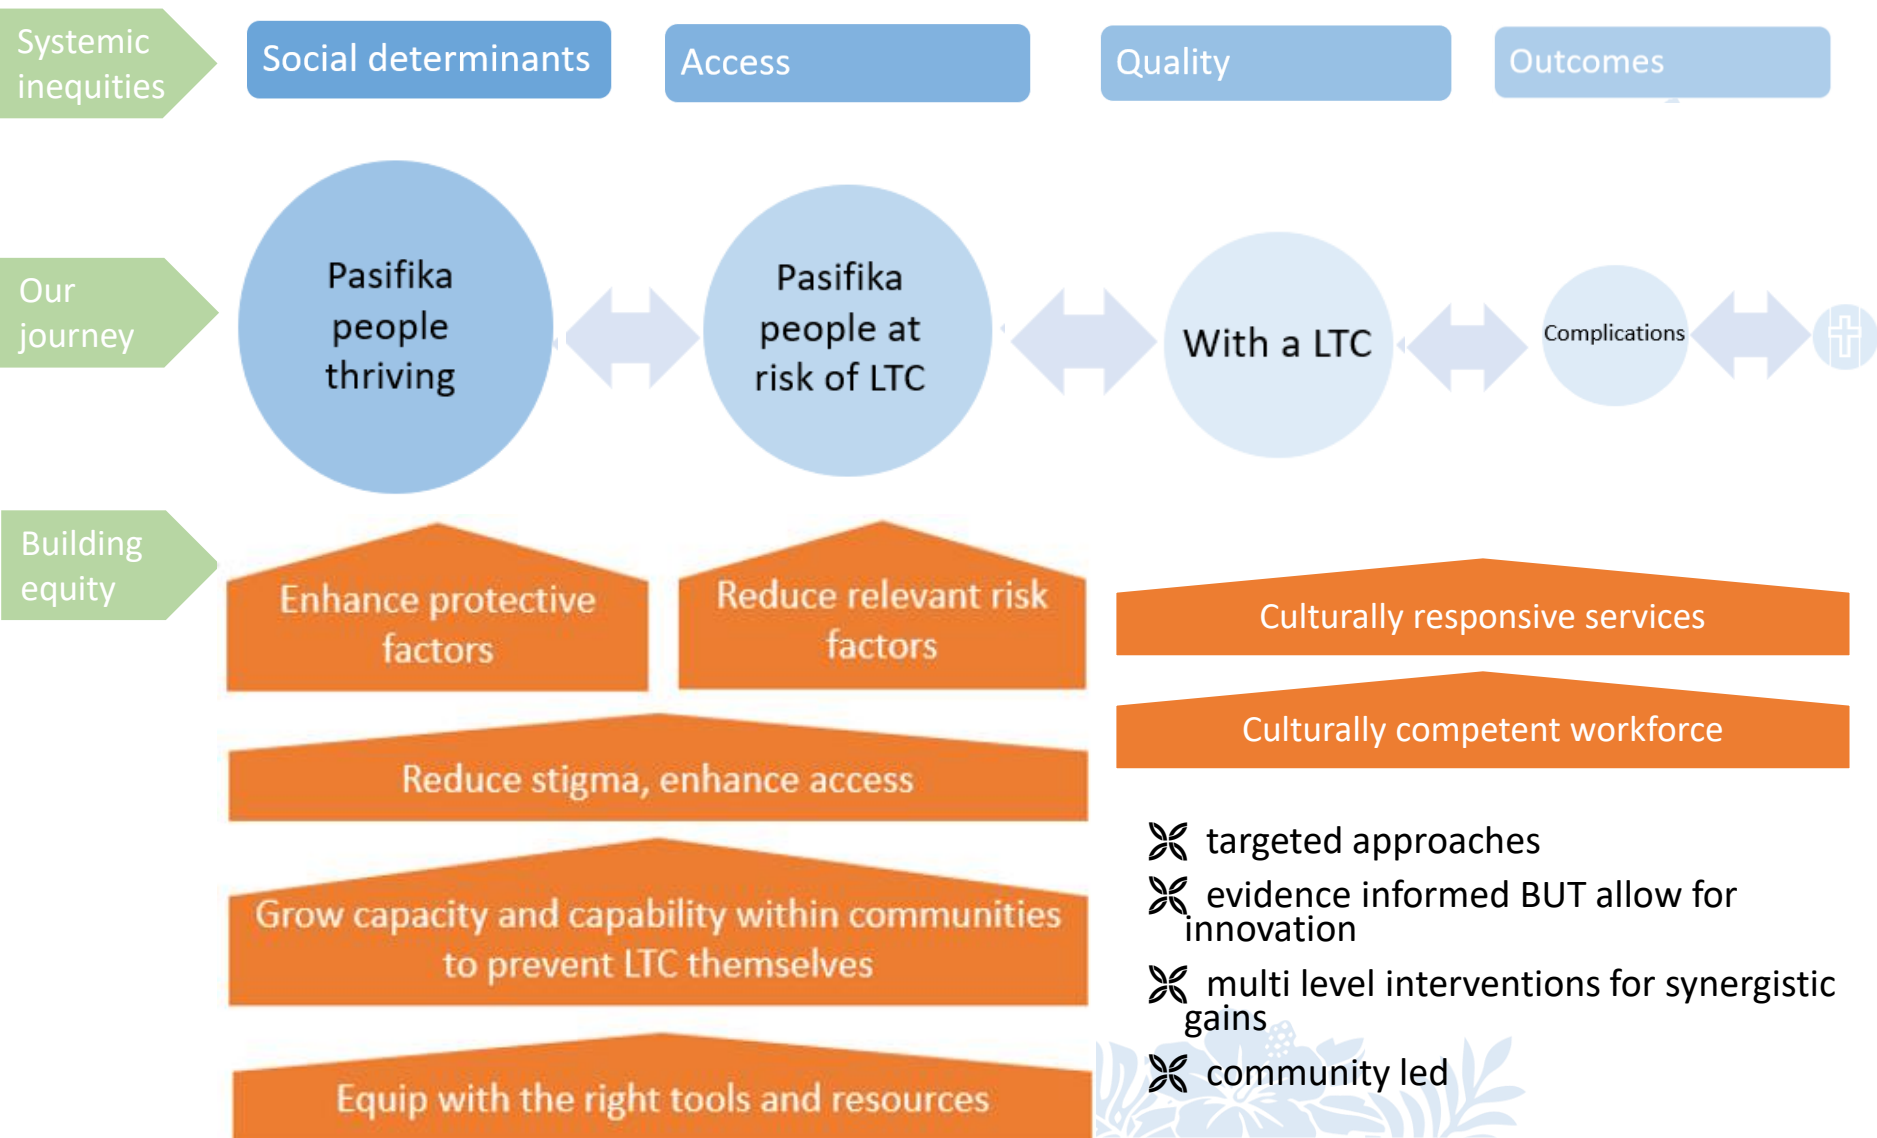 Systemic
inequities
Social determinants
Access
Quality
Outcomes
Our
journey
Pasifika
people
thriving
Pasifika
people at
risk of LTC
With a LTC
Complications
Building
equity
Enhance protective
factors
Reduce relevant risk
factors
Reduce stigma, enhance access
Grow capacity and capability within communities
to prevent LTC themselves
Equip with the right tools and resources
Culturally responsive services
Culturally competent workforce
targeted approaches
evidence informed BUT allow for
innovation
multi level interventions for synergistic
gains
community led